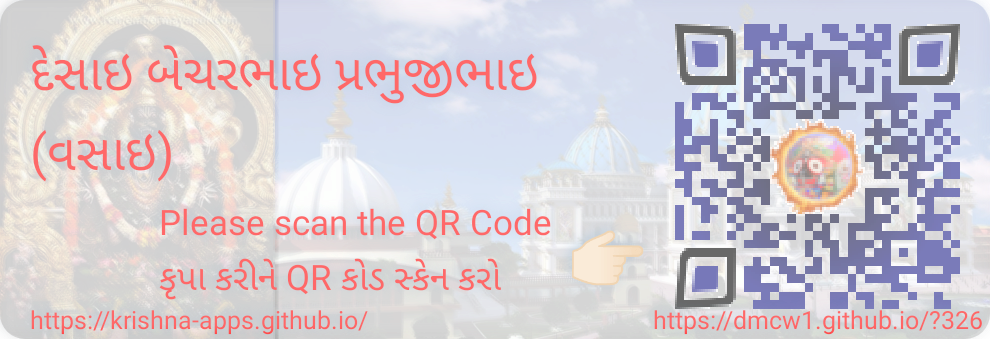 દેસાઇ બેચરભાઇ પ્રભુજીભાઇ
(વસાઇ)
Please scan the QR Code
કૃપા કરીને QR કોડ સ્કેન કરો
https://krishna-apps.github.io/
https://dmcw1.github.io/?326